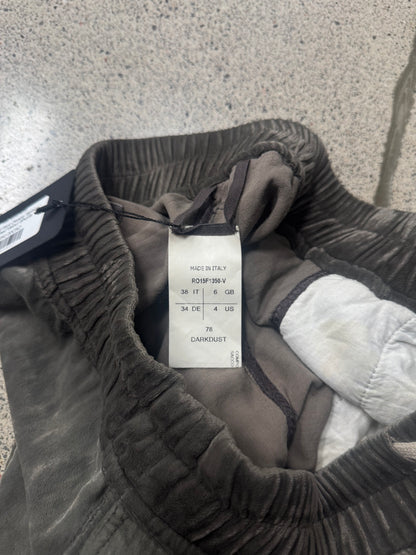 MADE IN ITALY
RO15F1350-V
38 IT 6 GB
34 DE 4 US
78
DARKDUST